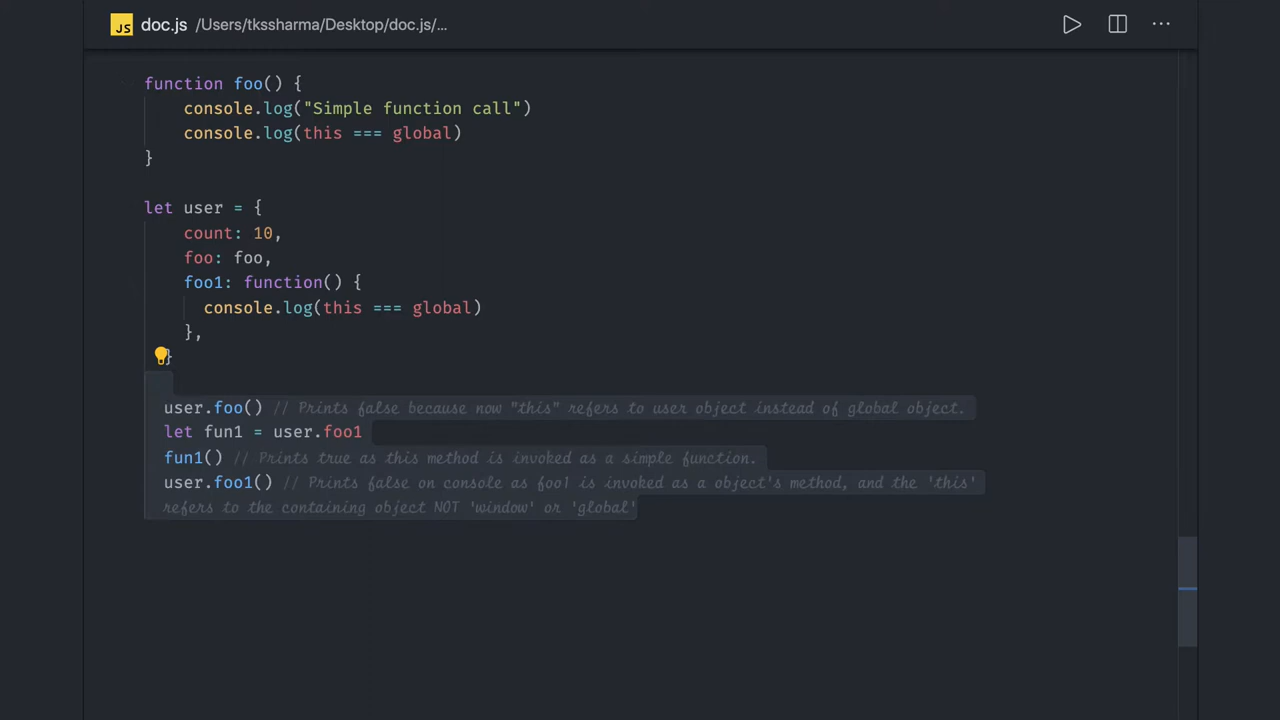 JS doc.js /Users/tkssharma/Desktop/doc.js/...
function foo() {
console.log("Simple function call")
console.log(this === global)
}
let user = {
count: 10,
foo: foo,
foo1: function() {
console.log(this === global)
},
}
user.foo() // Prints false because now "this" refers to user object instead of global object.
let fun1 = user.foo1
fun1() // Prints true as this method is invoked as a simple function.
user.foo1() // Prints false on console as foo1 is invoked as a object's method, and the 'this'
refers to the containing object NOT 'window' or 'global'